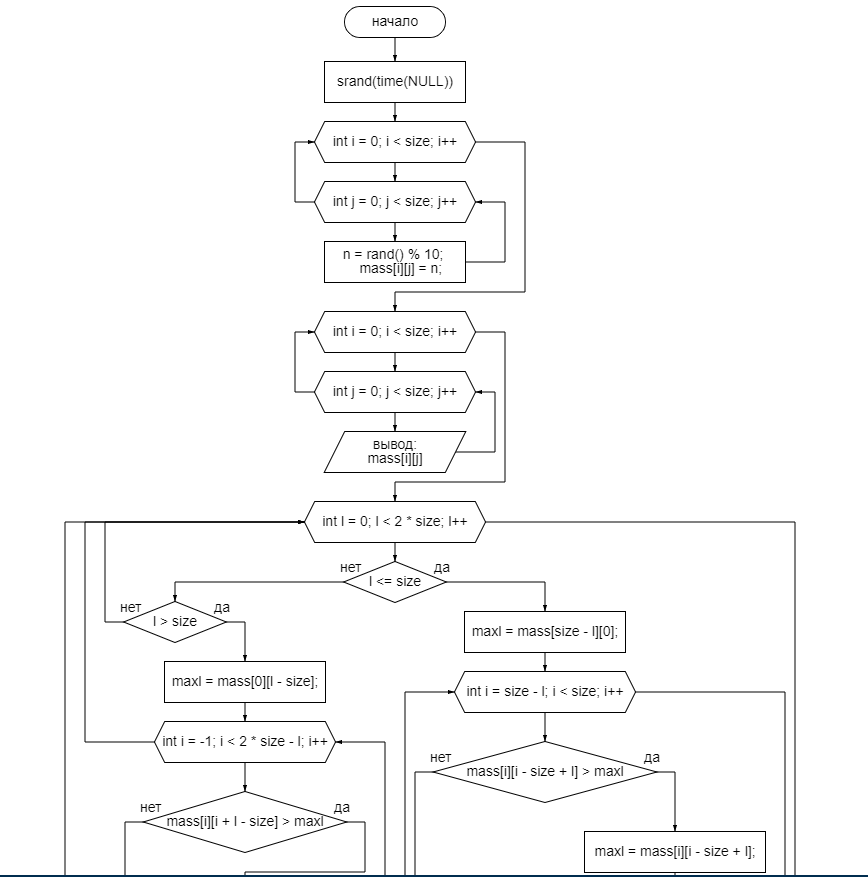 начало
srand(time(NULL))
int i = 0; i < size; i++
int j = 0; j < size; j++
n = rand() % 10;
mass[i][j] = n;
int i = 0; i < size; i++
int j = 0; j < size; j++
вывод:
mass[i][j]
int l = 0; l < 2 * size; l++
нет
l <= size
да
нет
l > size
да
maxl = mass[size - l][0];
maxl = mass[0][l - size];
int i = size - l; i < size; i++
int i = -1; i < 2 * size - l; i++
нет
mass[i][i - size + l] > maxl
да
нет
mass[i][i + l - size] > maxl
да
maxl = mass[i][i - size + l];